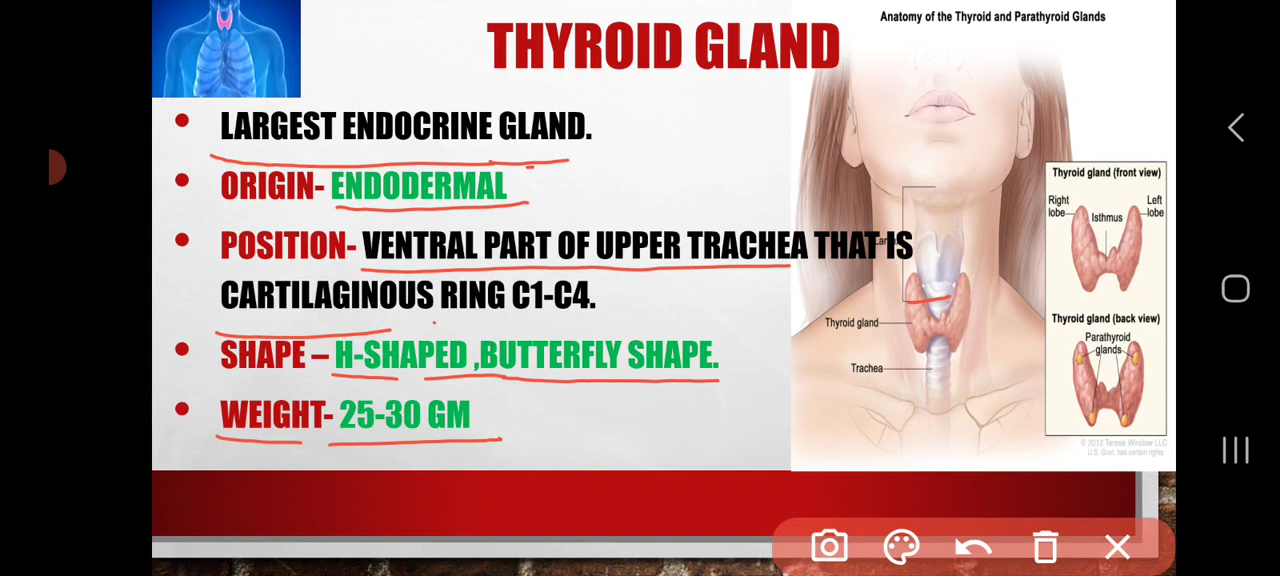 THYROID GLAND
Anatomy of the Thyroid and Parathyroid Glands
• LARGEST ENDOCRINE GLAND.
• ORIGIN- ENDODERMAL
• POSITION- VENTRAL PART OF UPPER TRACHEA THAT IS
CARTILAGINOUS RING C1-C4.
• SHAPE – H-SHAPED ,BUTTERFLY SHAPE.
• WEIGHT- 25-30 GM
Thyroid gland
Trachea
Thyroid gland (front view)
Right
lobe
Isthmus
Left
lobe
Thyroid gland (back view)
Parathyroid
glands
© 2012 Terese Winslow LLC
U.S. Govt. has certain rights